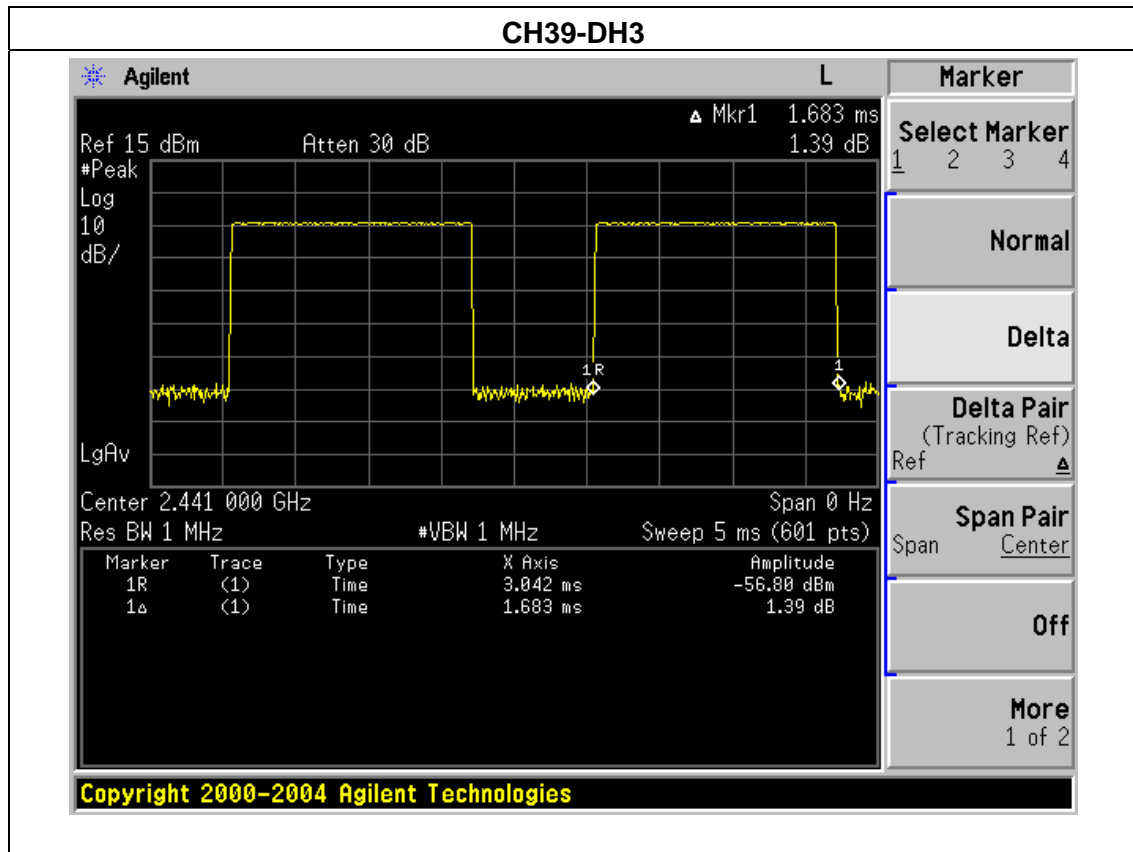 CH39-DH3
Agilent L Marker
Δ Mkr1 1.683 ms
Ref 15 dBm Atten 30 dB 1.39 dB
#Peak
Log
10
dB/
1R
1
LgAv
Center 2.441 000 GHz Span 0 Hz
Res BW 1 MHz #VBW 1 MHz Sweep 5 ms (601 pts)
Marker Trace Type X Axis Amplitude
1R (1) Time 3.042 ms -56.80 dBm
1Δ (1) Time 1.683 ms 1.39 dB
Select Marker
1 2 3 4
Normal
Delta
Delta Pair
(Tracking Ref)
Ref Δ
Span Pair
Span Center
Off
More
1 of 2
Copyright 2000-2004 Agilent Technologies